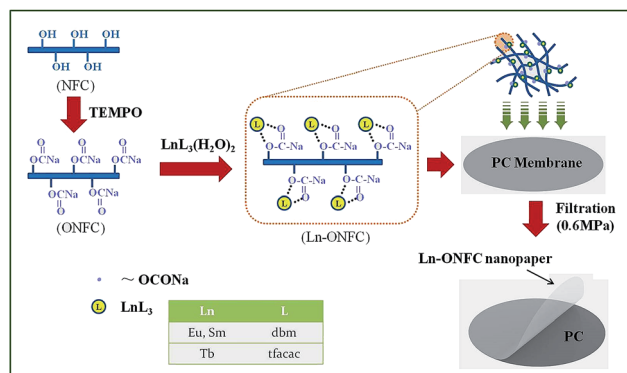 OH OH OH
OH OH
(NFC)
TEMPO
O O O
OCNa OCNa OCNa
OCNa OCNa
O O
(ONFC)
LnL3(H2O)2
L O L O L O
O-C-Na O-C-Na O-C-Na
O-C-Na O-C-Na
L O L O
(Ln-ONFC)
PC Membrane
Filtration
(0.6MPa)
Ln-ONFC nanopaper
PC
~ OCONa
L LnL3
Ln L
Eu, Sm dbm
Tb tfacac